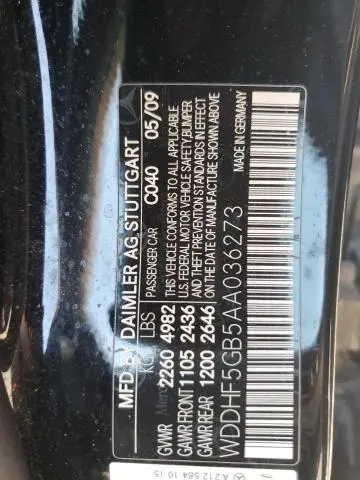 MFD BY DAIMLER AG, STUTTGART
KG LBS PASSENGER CAR C040 05/09
GVWR 2260 4982 THIS VEHICLE CONFORMS TO ALL APPLICABLE
GAWR FRONT 1105 2436 U.S. FEDERAL MOTOR VEHICLE SAFETY, BUMPER
GAWR REAR 1200 2646 AND THEFT PREVENTION STANDARDS IN EFFECT
ON THE DATE OF MANUFACTURE SHOWN ABOVE
WDDHF5GB5AA036273 MADE IN GERMANY
A 212 584 10 15